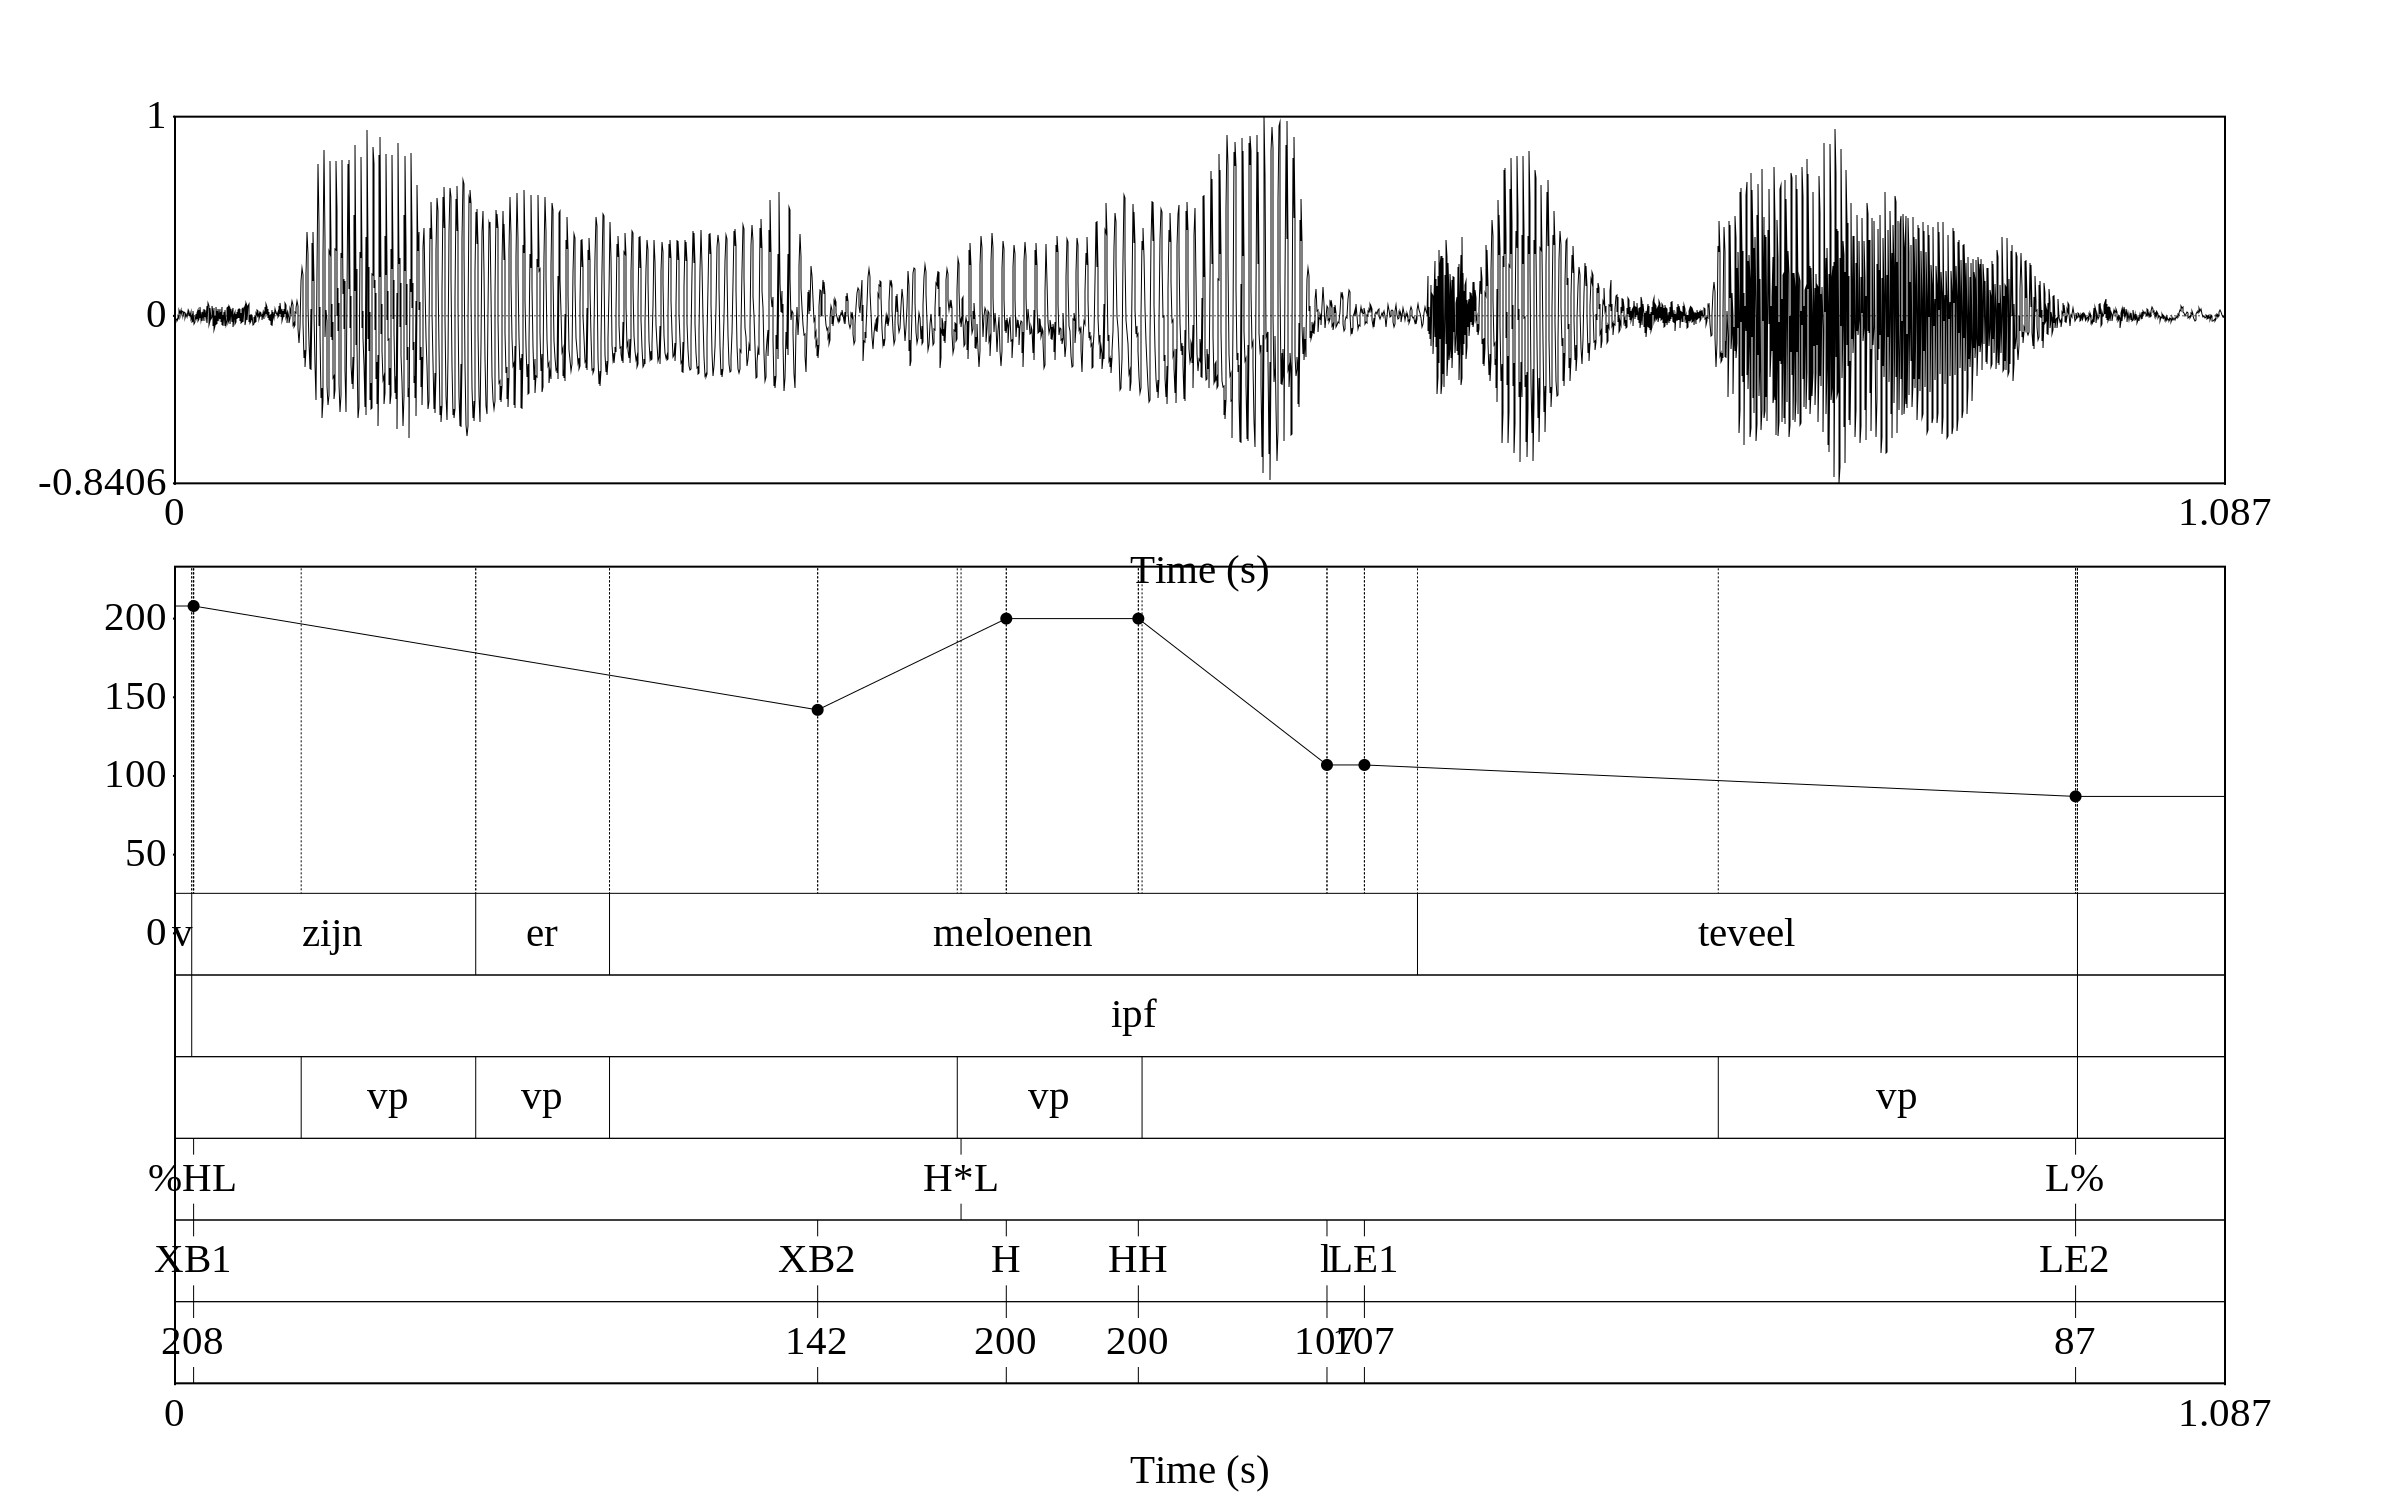 1
0
-0.8406
0 1.087
Time (s)
200
150
100
50
0 v zijn er meloenen teveel
ipf
vp vp vp vp
%HL H*L L%
XB1 XB2 H HH l LE1 LE2
208 142 200 200 107 107 87
0 1.087
Time (s)